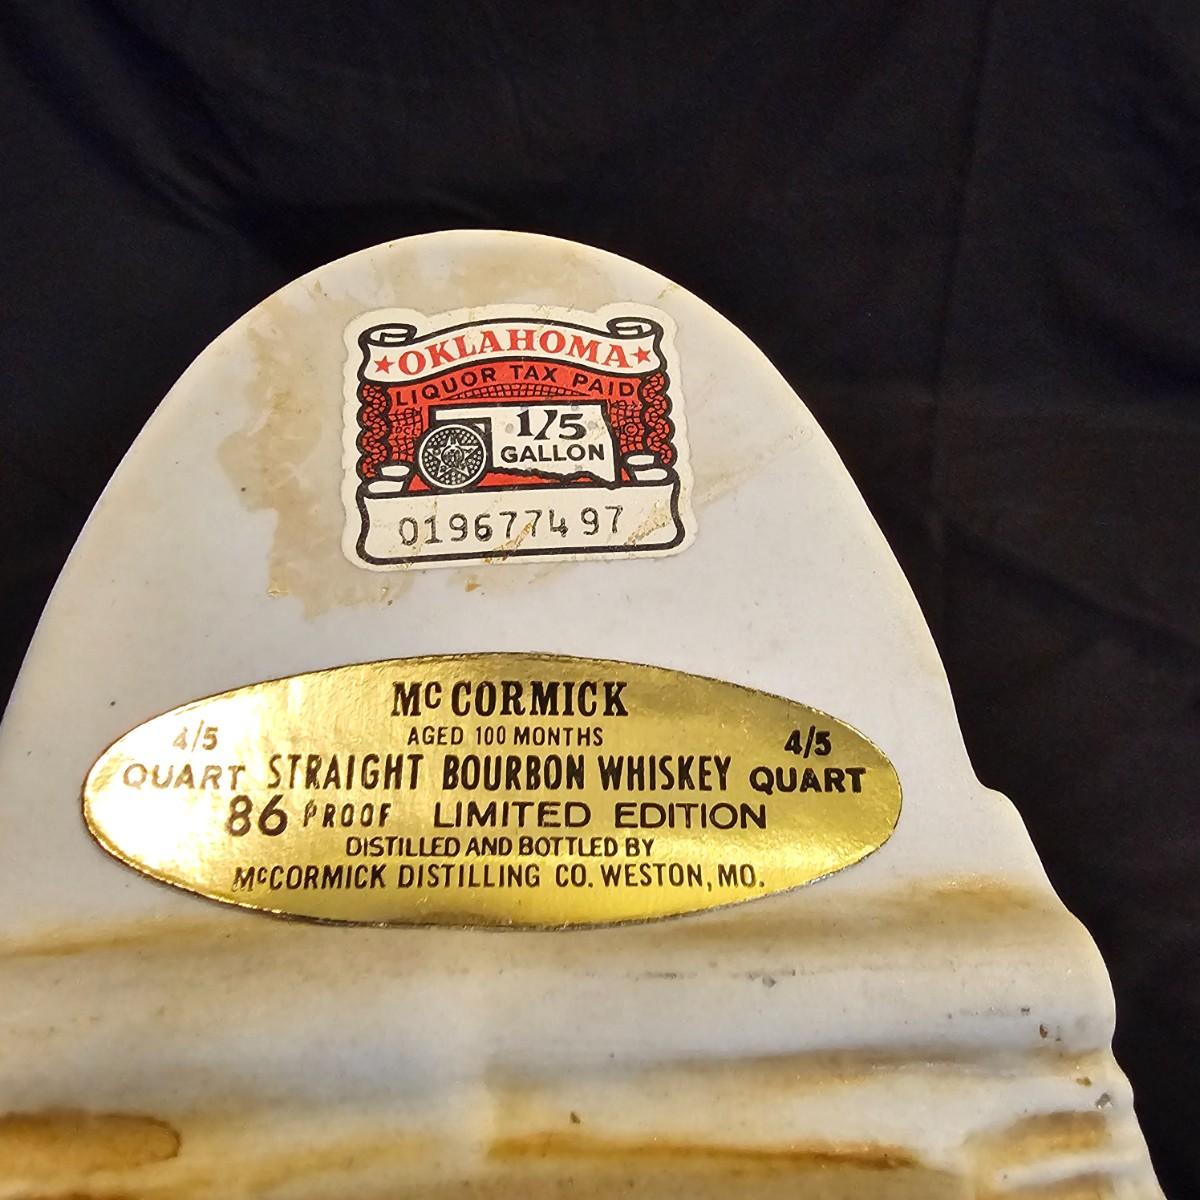 ★OKLAHOMA★
LIQUOR TAX PAID
1/5
GALLON
019677497
MCCORMICK
AGED 100 MONTHS
4/5 QUART STRAIGHT BOURBON WHISKEY 4/5 QUART
86 PROOF LIMITED EDITION
DISTILLED AND BOTTLED BY
MCCORMICK DISTILLING CO. WESTON, MO.